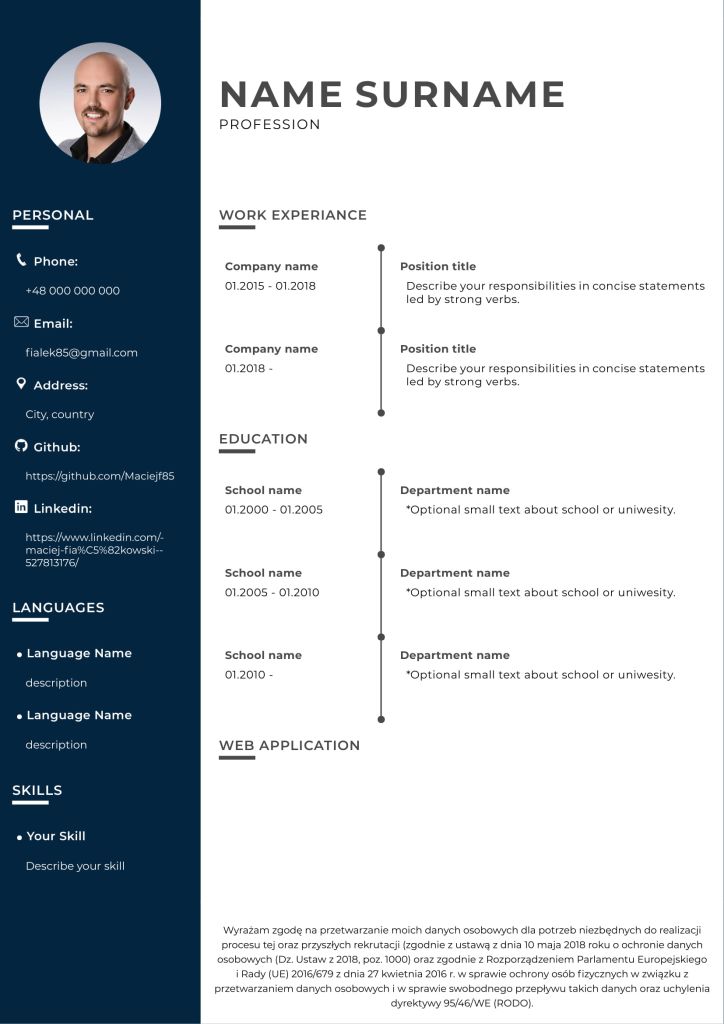 NAME SURNAME
PROFESSION
PERSONAL
Phone:
+48 000 000 000
Email:
fialek85@gmail.com
Address:
City, country
Github:
https://github.com/Maciejf85
Linkedin:
https://www.linkedin.com/-
maciej-fia%C5%82kowski--
527813176/
LANGUAGES
• Language Name
description
• Language Name
description
SKILLS
• Your Skill
Describe your skill
WORK EXPERIANCE
Company name
01.2015 - 01.2018
Position title
Describe your responsibilities in concise statements
led by strong verbs.
Company name
01.2018 -
Position title
Describe your responsibilities in concise statements
led by strong verbs.
EDUCATION
School name
01.2000 - 01.2005
Department name
*Optional small text about school or uniwesity.
School name
01.2005 - 01.2010
Department name
*Optional small text about school or uniwesity.
School name
01.2010 -
Department name
*Optional small text about school or uniwesity.
WEB APPLICATION
Wyrażam zgodę na przetwarzanie moich danych osobowych dla potrzeb niezbędnych do realizacji
procesu tej oraz przyszłych rekrutacji (zgodnie z ustawą z dnia 10 maja 2018 roku o ochronie danych
osobowych (Dz. Ustaw z 2018, poz. 1000) oraz zgodnie z Rozporządzeniem Parlamentu Europejskiego
i Rady (UE) 2016/679 z dnia 27 kwietnia 2016 r. w sprawie ochrony osób fizycznych w związku z
przetwarzaniem danych osobowych i w sprawie swobodnego przepływu takich danych oraz uchylenia
dyrektywy 95/46/WE (RODO).